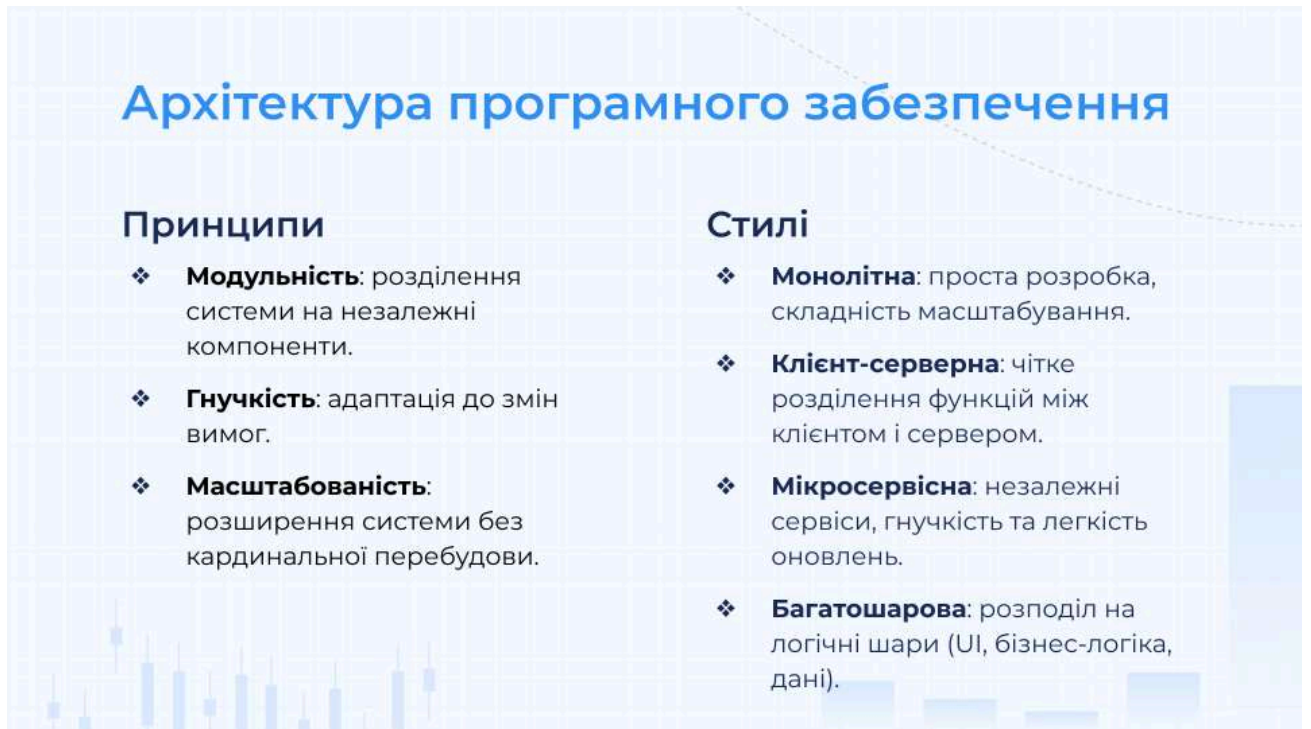 Архітектура програмного забезпечення
Принципи
❖ Модульність: розділення
системи на незалежні
компоненти.
❖ Гнучкість: адаптація до змін
вимог.
❖ Масштабованість:
розширення системи без
кардинальної перебудови.
Стилі
❖ Монолітна: проста розробка,
складність масштабування.
❖ Клієнт-серверна: чітке
розділення функцій між
клієнтом і сервером.
❖ Мікросервісна: незалежні
сервіси, гнучкість та легкість
оновлень.
❖ Багатошарова: розподіл на
логічні шари (UI, бізнес-логіка,
дані).